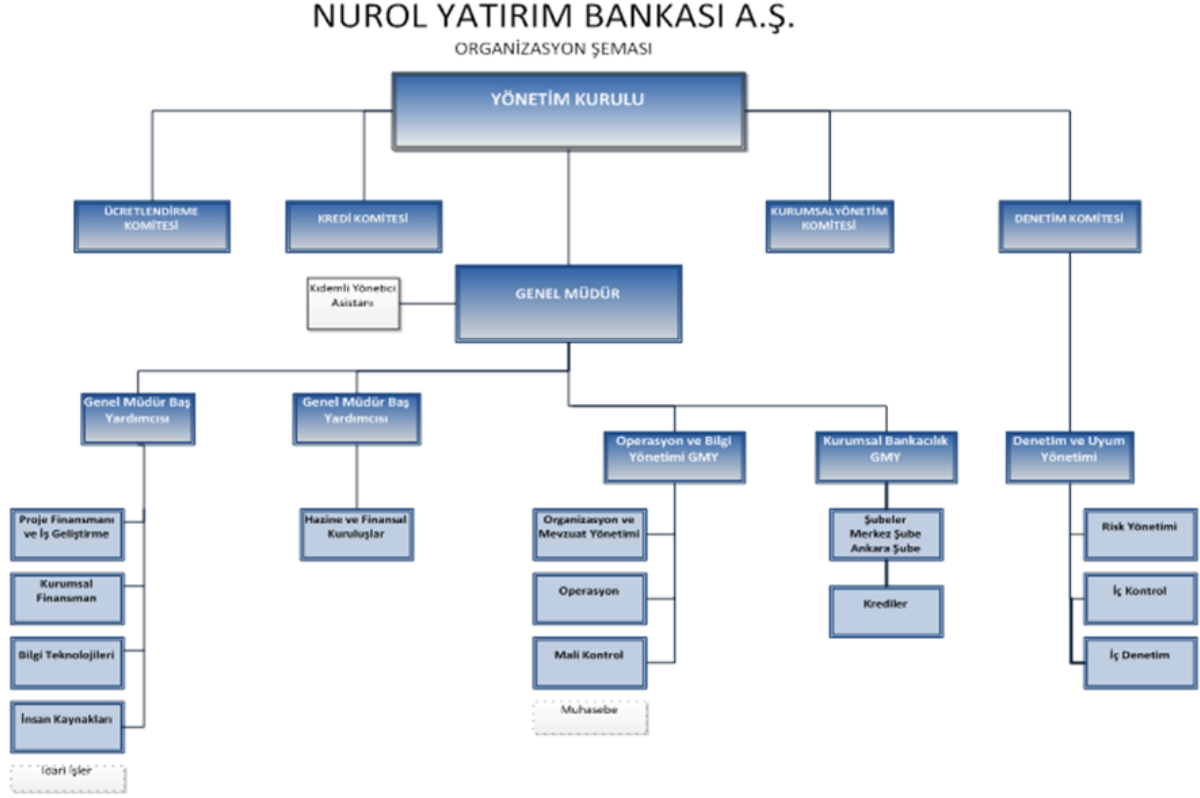 NUROL YATIRIM BANKASI A.Ş.
ORGANİZASYON ŞEMASI
YÖNETİM KURULU
ÜCRETLENDİRME
KOMİTESİ
KREDİ KOMİTESİ
KURUMSALYÖNETİM
KOMİTESİ
DENETİM KOMİTESİ
Kıdemli Yönetici
Asistanı
GENEL MÜDÜR
Genel Müdür Baş
Yardımcısı
Genel Müdür Baş
Yardımcısı
Operasyon ve Bilgi
Yönetimi GMY
Kurumsal Bankacılık
GMY
Denetim ve Uyum
Yönetimi
Proje Finansmanı
ve İş Geliştirme
Hazine ve Finansal
Kuruluşlar
Organizasyon ve
Mevzuat Yönetimi
Şubeler
Merkez Şube
Ankara Şube
Risk Yönetimi
Kurumsal
Finansman
Operasyon
Krediler
İç Kontrol
Bilgi Teknolojileri
Mali Kontrol
İç Denetim
İnsan Kaynakları
Muhasebe
İdari İşler